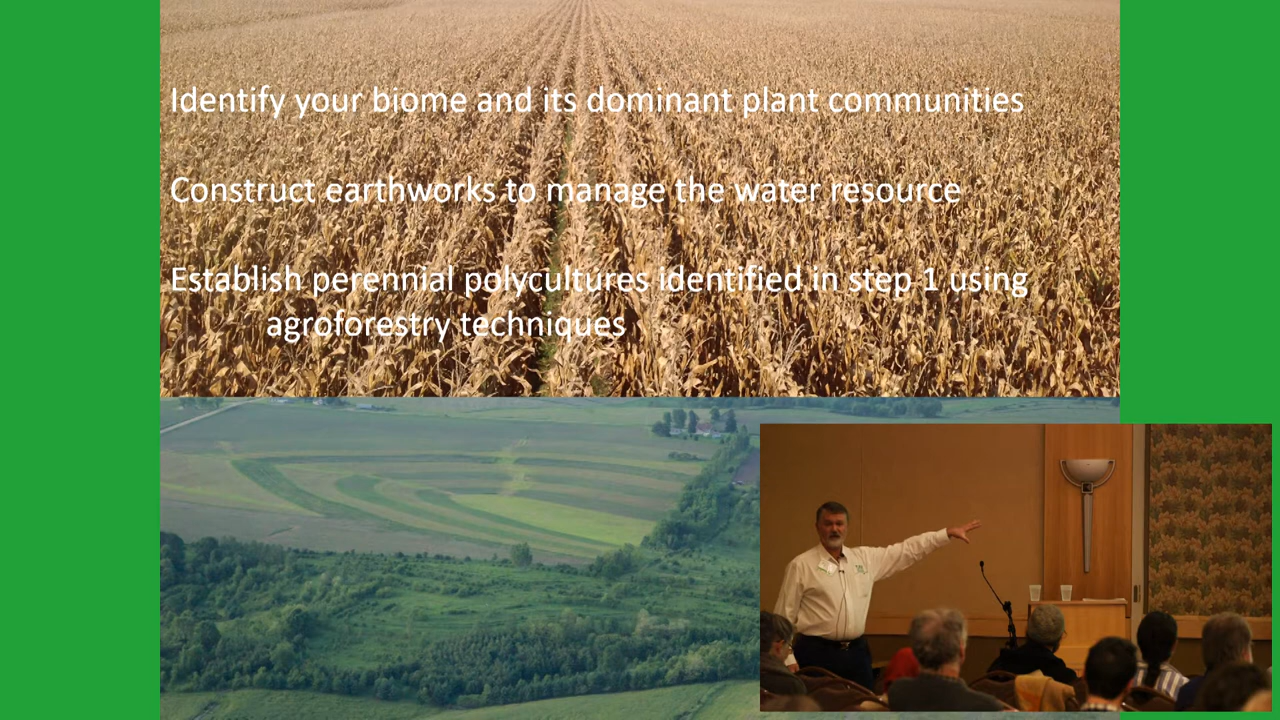 Identify your biome and its dominant plant communities
Construct earthworks to manage the water resource
Establish perennial polycultures identified in step 1 using
agroforestry techniques